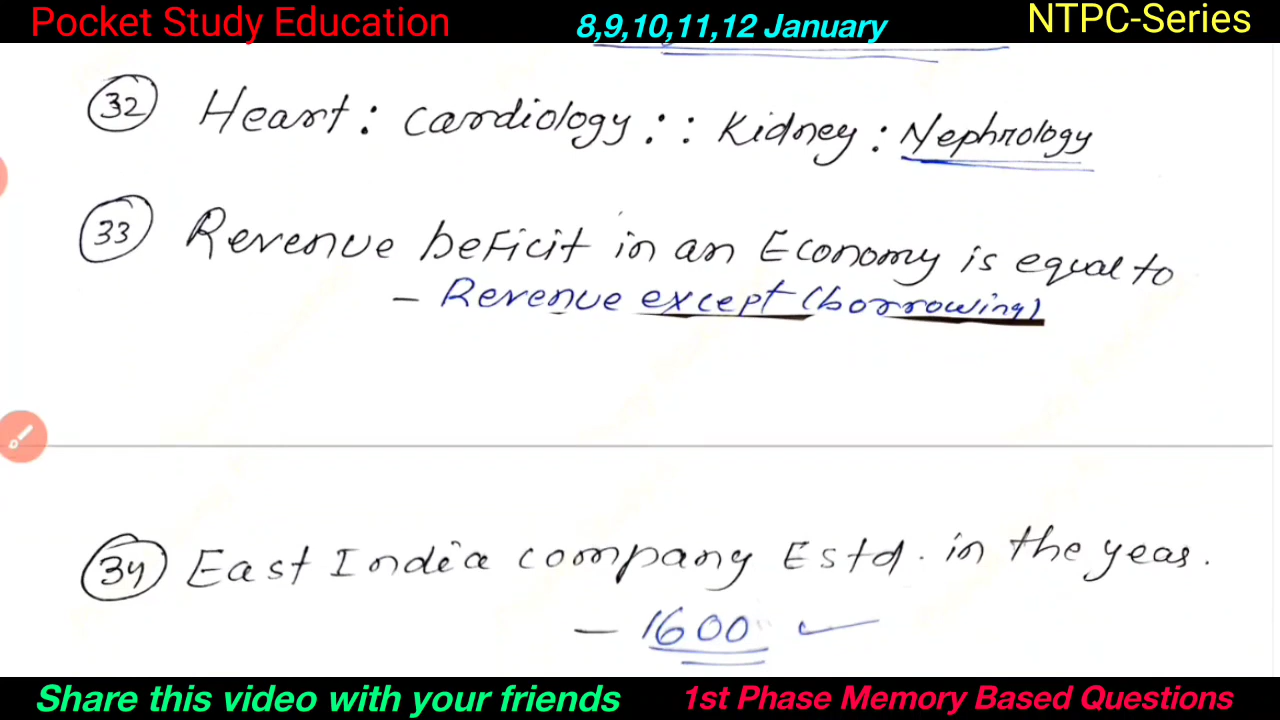 Pocket Study Education
8,9,10,11,12 January
NTPC-Series
32 Heart : Cardiology : : Kidney : Nephrology
33 Revenue Deficit in an Economy is equal to
- Revenue except (borrowing)
34 East India company Estd. in the year.
- 1600
Share this video with your friends
1st Phase Memory Based Questions